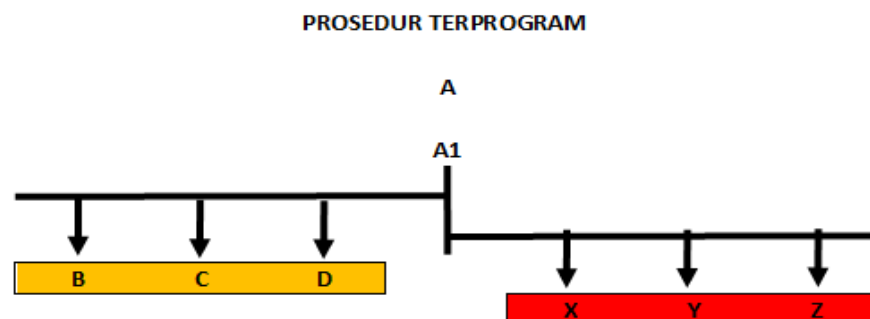 PROSEDUR TERPROGRAM
A
A1
B C D
X Y Z